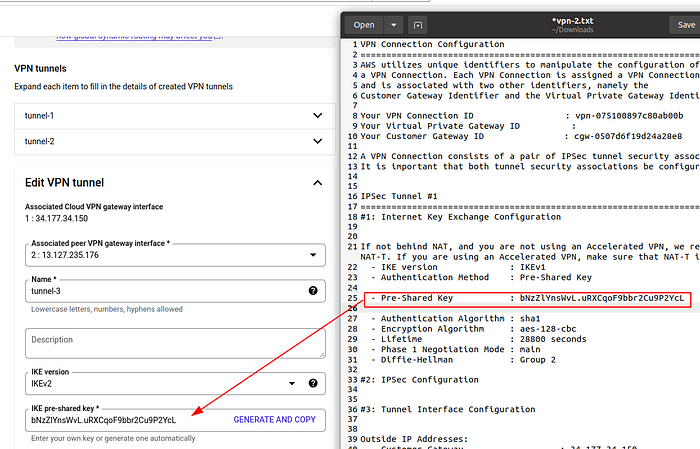 now global dynamic routing may affect you
VPN tunnels
Expand each item to fill in the details of created VPN tunnels
tunnel-1
tunnel-2
Edit VPN tunnel
Associated Cloud VPN gateway interface
1 : 34.177.34.150
Associated peer VPN gateway interface *
2 : 13.127.235.176
Name *
tunnel-3
Lowercase letters, numbers, hyphens allowed
Description
IKE version
IKEv2
IKE pre-shared key *
bNzZlYnsWvL.uRXCqoF9bbr2Cu9P2YcL
GENERATE AND COPY
Enter your own key or generate one automatically
Open
*vpn-2.txt
~/Downloads
Save
1 VPN Connection Configuration
2 ================================================
3 AWS utilizes unique identifiers to manipulate the configuration of
4 a VPN Connection. Each VPN Connection is assigned a VPN Connection
5 and is associated with two other identifiers, namely the
6 Customer Gateway Identifier and the Virtual Private Gateway Identi
7
8 Your VPN Connection ID : vpn-075100897c80ab00b
9 Your Virtual Private Gateway ID :
10 Your Customer Gateway ID : cgw-0507d6f19d24a28e8
11
12 A VPN Connection consists of a pair of IPSec tunnel security assoc
13 It is important that both tunnel security associations be configur
14
15
16 IPSec Tunnel #1
17 ================================================
18 #1: Internet Key Exchange Configuration
19
20
21 If not behind NAT, and you are not using an Accelerated VPN, we re
NAT-T. If you are using an Accelerated VPN, make sure that NAT-T i
22 - IKE version : IKEv1
23 - Authentication Method : Pre-Shared Key
24
25 - Pre-Shared Key : bNzZlYnsWvL.uRXCqoF9bbr2Cu9P2YcL
26
27 - Authentication Algorithm : sha1
28 - Encryption Algorithm : aes-128-cbc
29 - Lifetime : 28800 seconds
30 - Phase 1 Negotiation Mode : main
31 - Diffie-Hellman : Group 2
32
33 #2: IPSec Configuration
34
35
36 #3: Tunnel Interface Configuration
37
38
39 Outside IP Addresses: